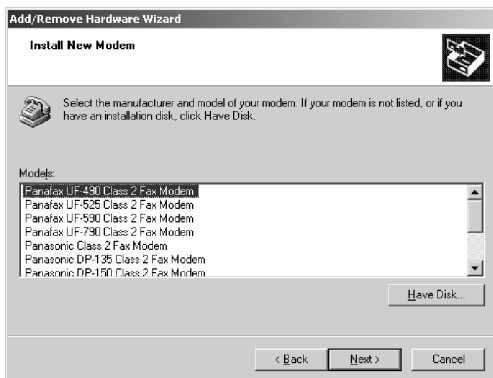 Add/Remove Hardware Wizard
Install New Modem
Select the manufacturer and model of your modem. If your modem is not listed, or if you
have an installation disk, click Have Disk.
Models:
Panafax UF-490 Class 2 Fax Modem
Panafax UF-525 Class 2 Fax Modem
Panafax UF-590 Class 2 Fax Modem
Panafax UF-790 Class 2 Fax Modem
Panasonic Class 2 Fax Modem
Panasonic DP-135 Class 2 Fax Modem
Panasonic DP-150 Class 2 Fax Modem
Have Disk...
< Back
Next >
Cancel